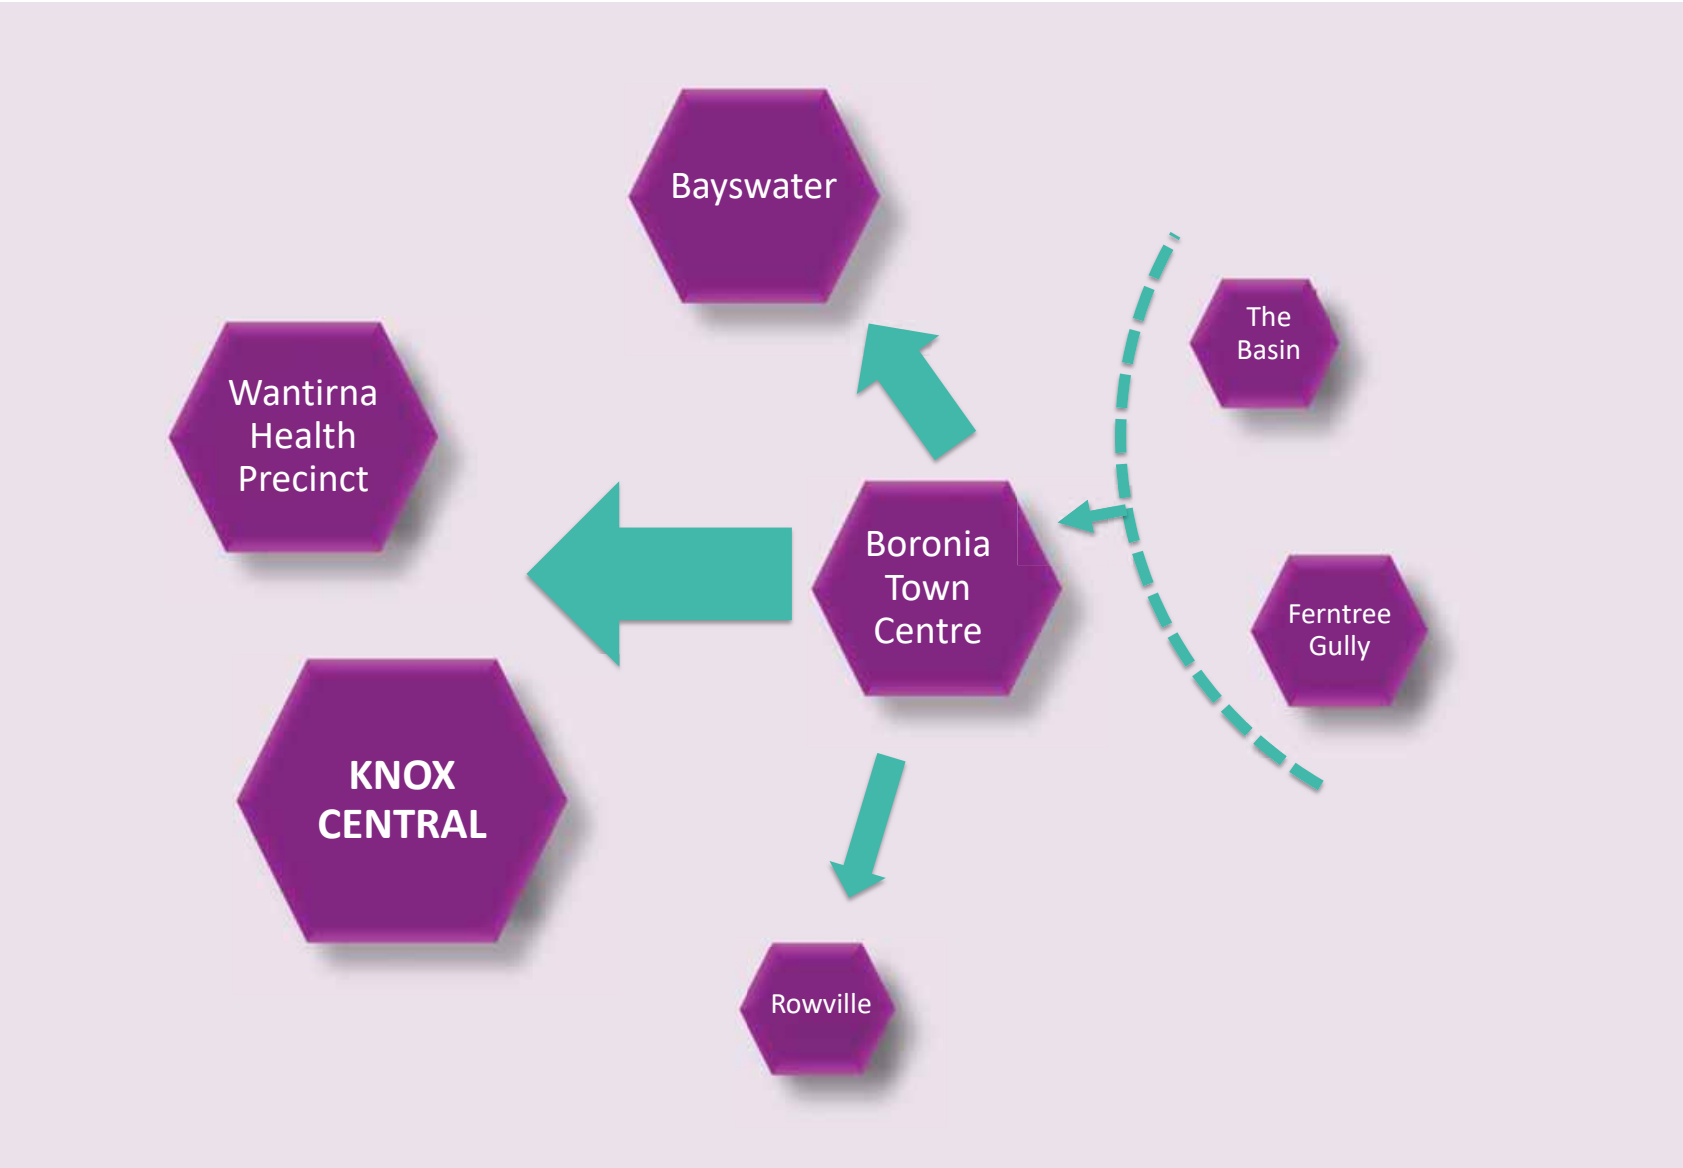 Bayswater
The
Basin
Wantirna
Health
Precinct
Boronia
Town
Centre
Ferntree
Gully
KNOX
CENTRAL
Rowville